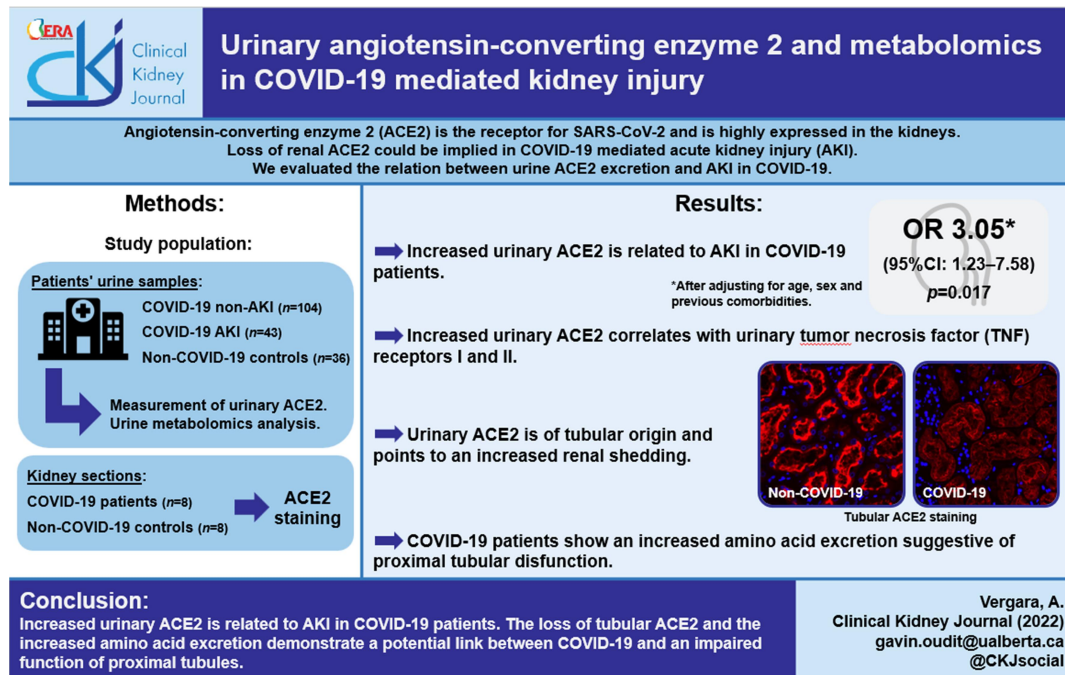 ERA
CKJ
Clinical
Kidney
Journal
Urinary angiotensin-converting enzyme 2 and metabolomics
in COVID-19 mediated kidney injury
Angiotensin-converting enzyme 2 (ACE2) is the receptor for SARS-CoV-2 and is highly expressed in the kidneys.
Loss of renal ACE2 could be implied in COVID-19 mediated acute kidney injury (AKI).
We evaluated the relation between urine ACE2 excretion and AKI in COVID-19.
Methods:
Study population:
Patients' urine samples:
COVID-19 non-AKI (n=104)
COVID-19 AKI (n=43)
Non-COVID-19 controls (n=36)
Measurement of urinary ACE2.
Urine metabolomics analysis.
Kidney sections:
COVID-19 patients (n=8)
Non-COVID-19 controls (n=8)
ACE2
staining
Results:
Increased urinary ACE2 is related to AKI in COVID-19
patients.
*After adjusting for age, sex and
previous comorbidities.
OR 3.05*
(95%CI: 1.23–7.58)
p=0.017
Increased urinary ACE2 correlates with urinary tumor necrosis factor (TNF)
receptors I and II.
Urinary ACE2 is of tubular origin and
points to an increased renal shedding.
Non-COVID-19
COVID-19
Tubular ACE2 staining
COVID-19 patients show an increased amino acid excretion suggestive of
proximal tubular disfunction.
Conclusion:
Increased urinary ACE2 is related to AKI in COVID-19 patients. The loss of tubular ACE2 and the
increased amino acid excretion demonstrate a potential link between COVID-19 and an impaired
function of proximal tubules.
Vergara, A.
Clinical Kidney Journal (2022)
gavin.oudit@ualberta.ca
@CKJsocial